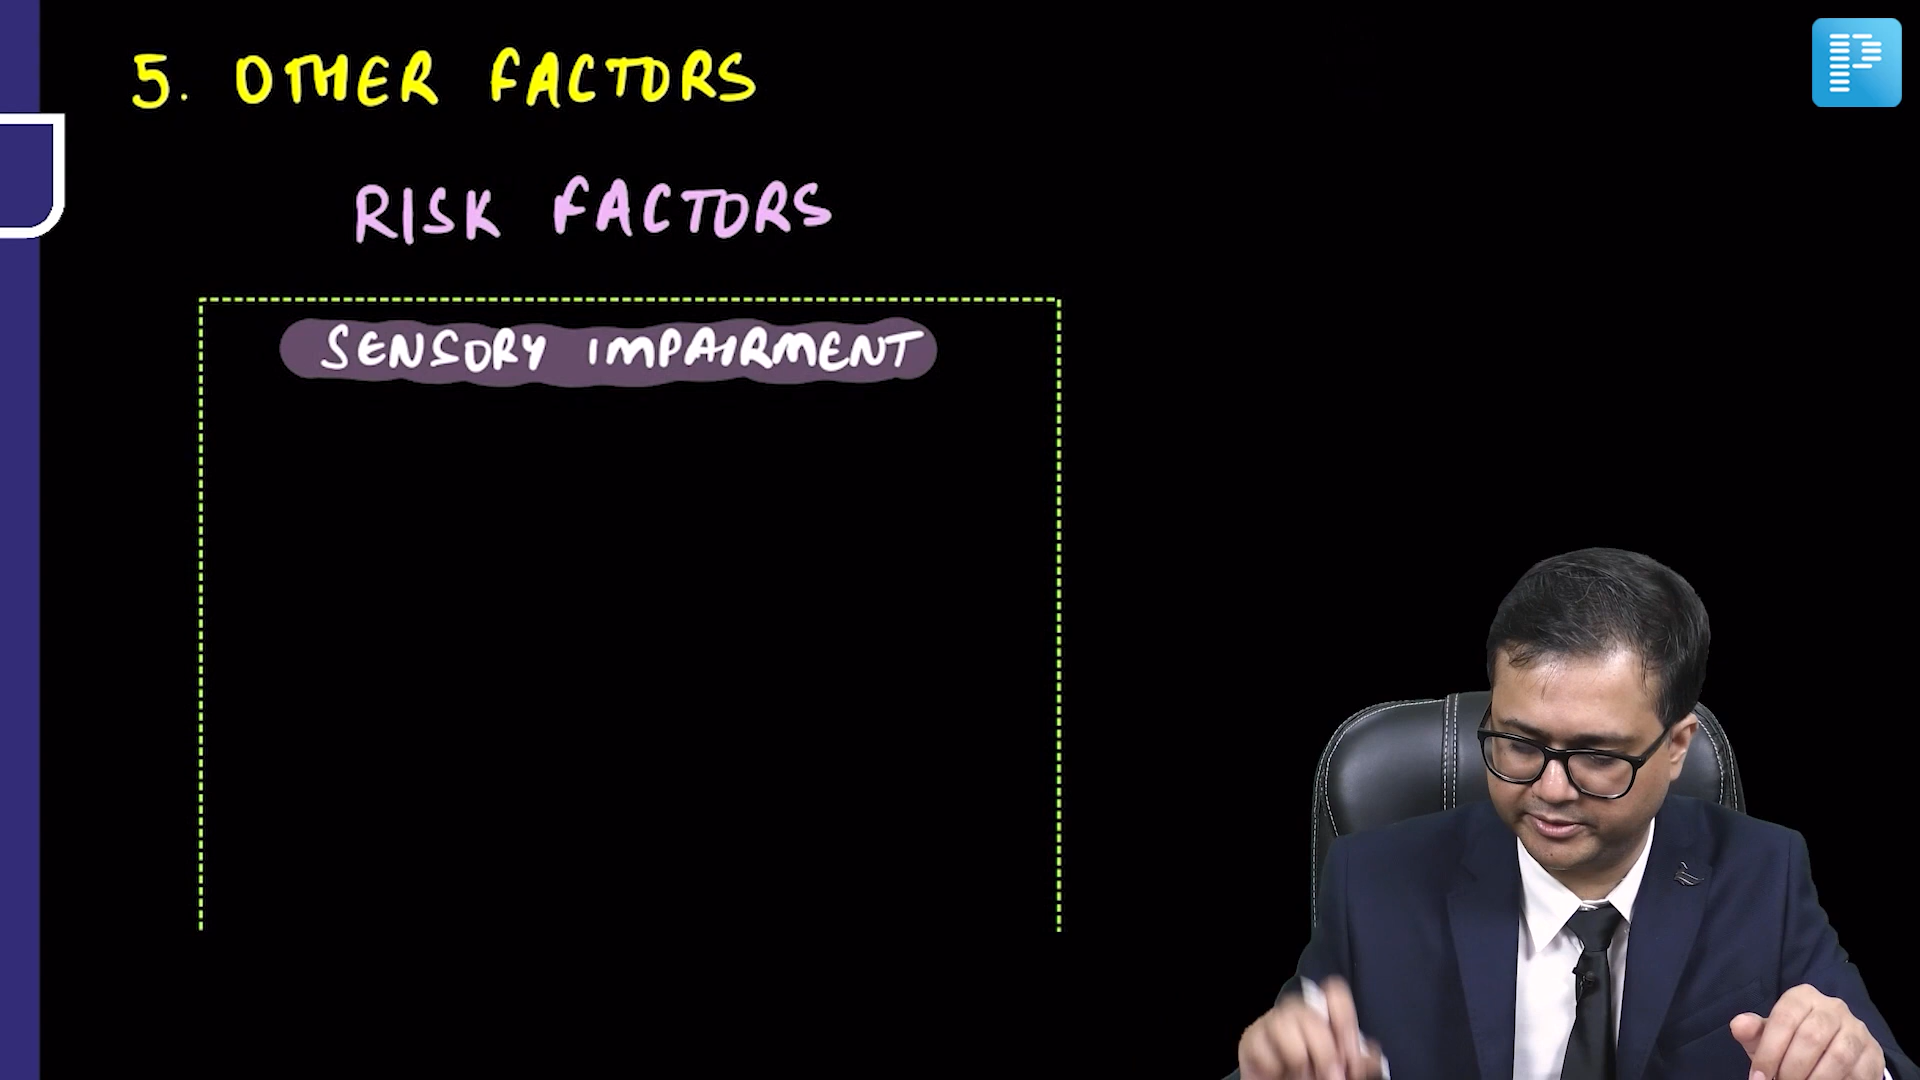 5. OTHER FACTORS
RISK FACTORS
SENSORY IMPAIRMENT